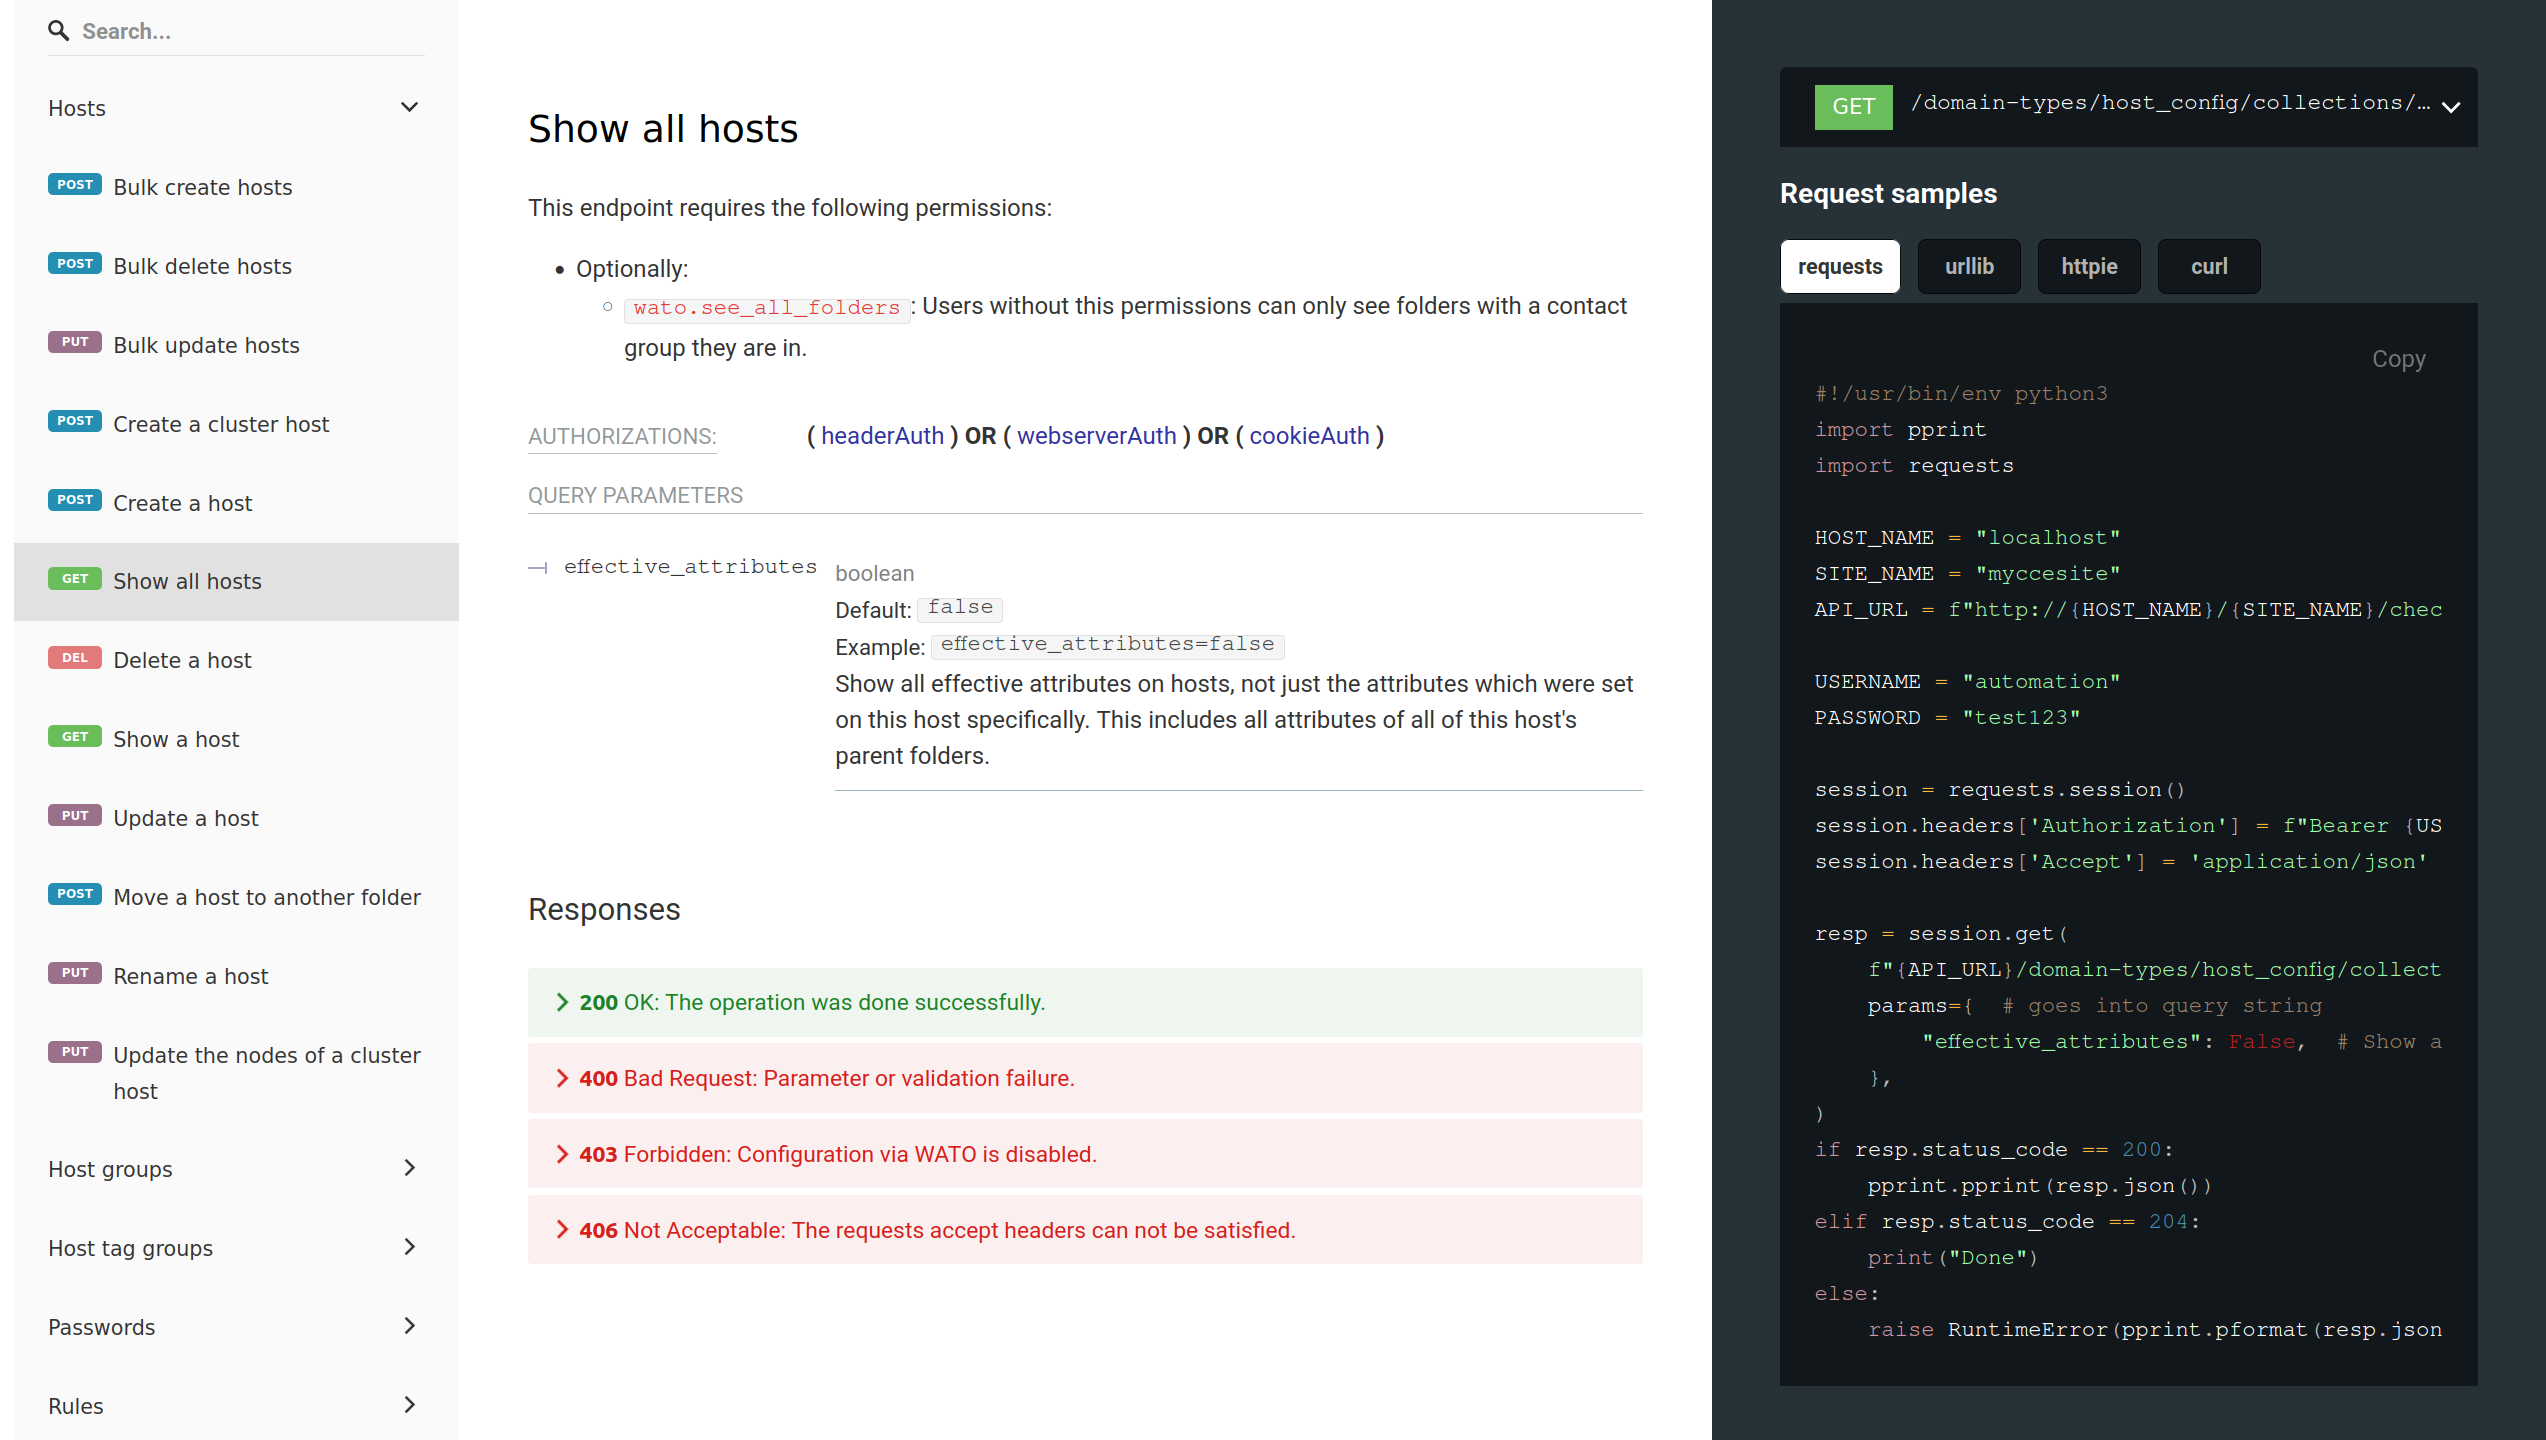 Search...
Hosts
POST Bulk create hosts
POST Bulk delete hosts
PUT Bulk update hosts
POST Create a cluster host
POST Create a host
GET Show all hosts
DEL Delete a host
GET Show a host
PUT Update a host
POST Move a host to another folder
PUT Rename a host
PUT Update the nodes of a cluster
host
Host groups
Host tag groups
Passwords
Rules
Show all hosts
This endpoint requires the following permissions:
• Optionally:
◦ wato.see_all_folders: Users without this permissions can only see folders with a contact
group they are in.
AUTHORIZATIONS: ( headerAuth ) OR ( webserverAuth ) OR ( cookieAuth )
QUERY PARAMETERS
effective_attributes boolean
Default: false
Example: effective_attributes=false
Show all effective attributes on hosts, not just the attributes which were set
on this host specifically. This includes all attributes of all of this host's
parent folders.
Responses
200 OK: The operation was done successfully.
400 Bad Request: Parameter or validation failure.
403 Forbidden: Configuration via WATO is disabled.
406 Not Acceptable: The requests accept headers can not be satisfied.
GET /domain-types/host_config/collections/…
Request samples
requests urllib httpie curl
Copy
#!/usr/bin/env python3
import pprint
import requests
HOST_NAME = "localhost"
SITE_NAME = "myccesite"
API_URL = f"http://{HOST_NAME}/{SITE_NAME}/chec
USERNAME = "automation"
PASSWORD = "test123"
session = requests.session()
session.headers['Authorization'] = f"Bearer {US
session.headers['Accept'] = 'application/json'
resp = session.get(
    f"{API_URL}/domain-types/host_config/collect
    params={  # goes into query string
        "effective_attributes": False,  # Show a
    },
)
if resp.status_code == 200:
    pprint.pprint(resp.json())
elif resp.status_code == 204:
    print("Done")
else:
    raise RuntimeError(pprint.pformat(resp.json